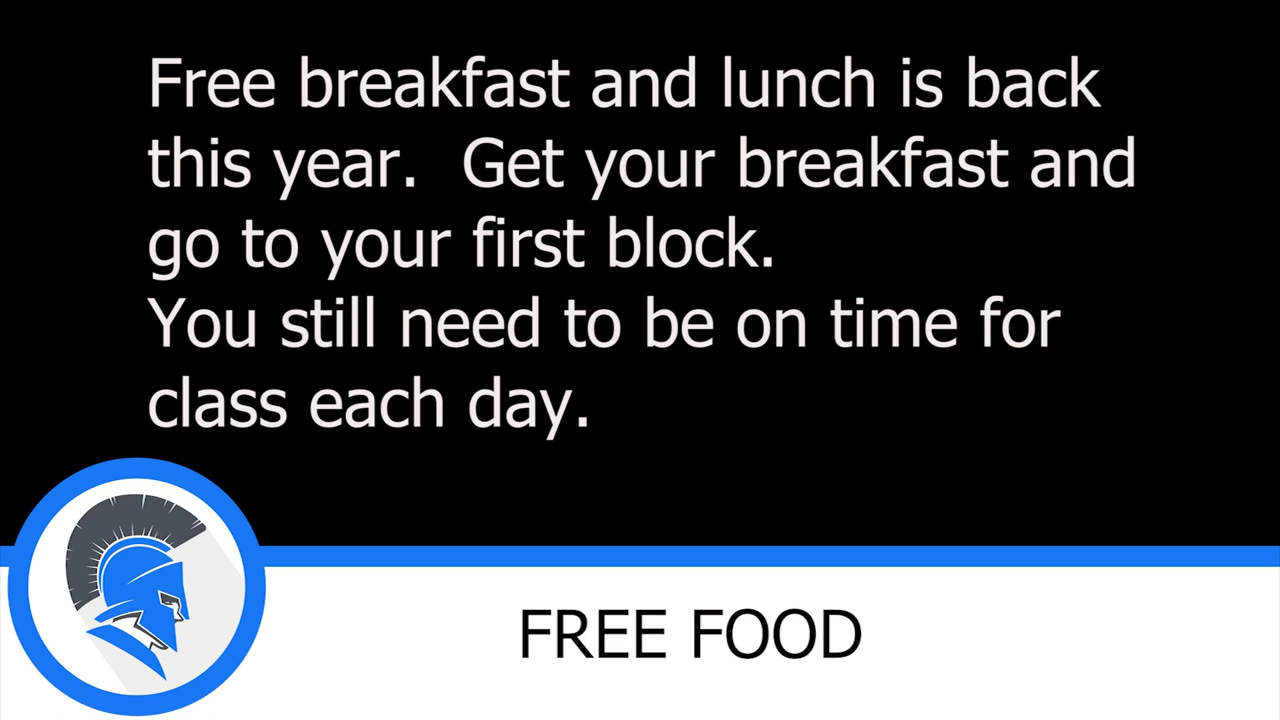 Free breakfast and lunch is back
this year.  Get your breakfast and
go to your first block.
You still need to be on time for
class each day.
FREE FOOD